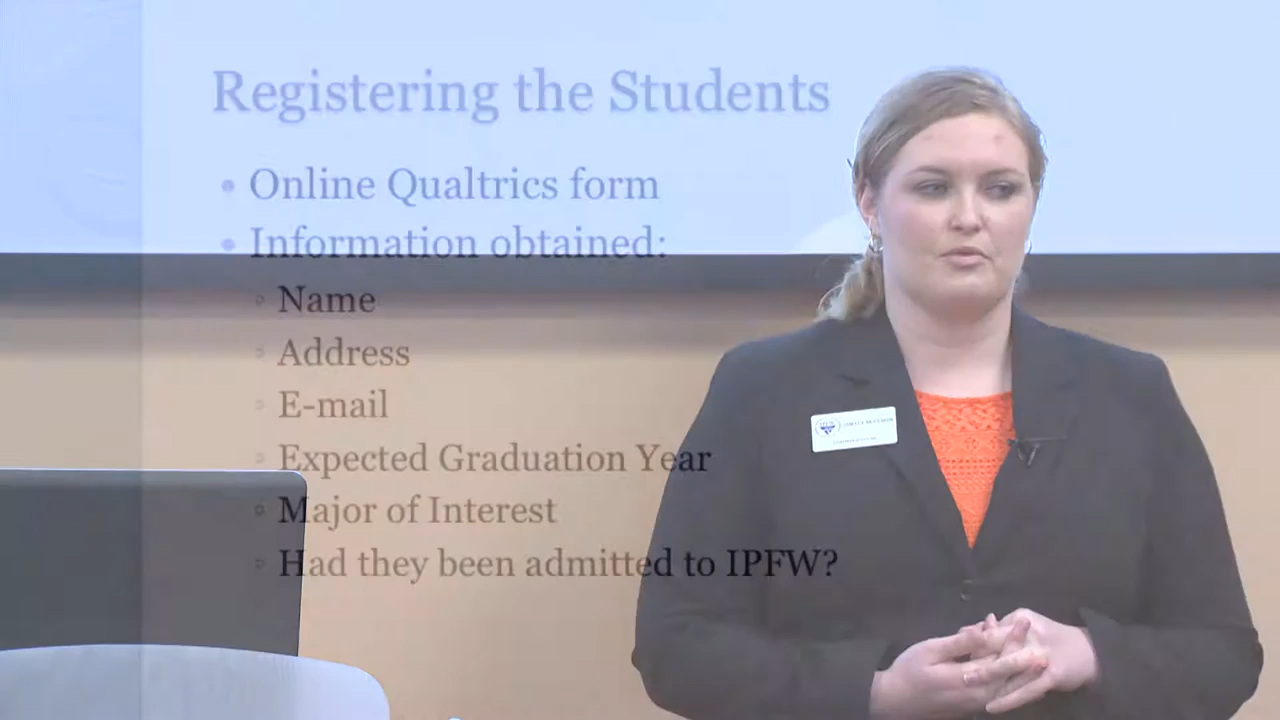 Registering the Students
• Online Qualtrics form
• Information obtained:
◦ Name
◦ Address
◦ E-mail
◦ Expected Graduation Year
◦ Major of Interest
◦ Had they been admitted to IPFW?